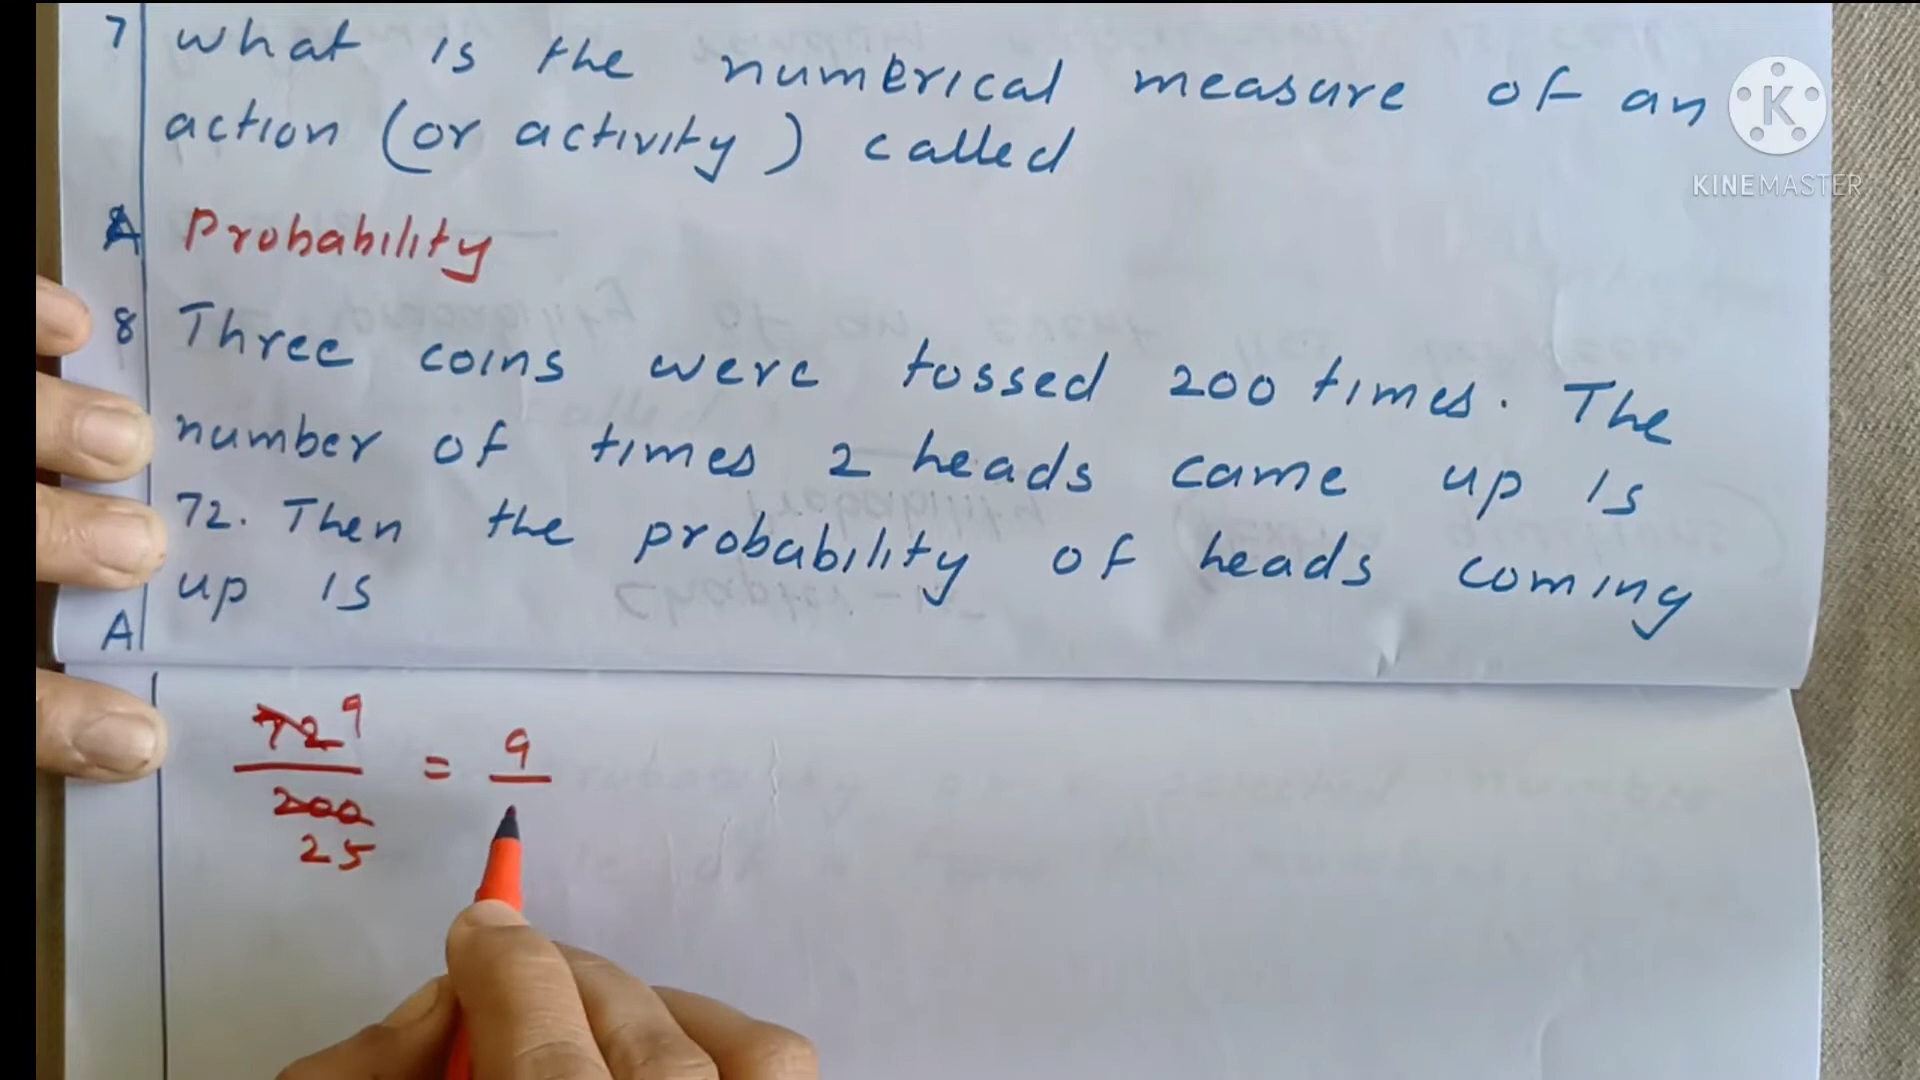 7 what is the numerical measure of an
action (or activity) called
A Probability
8 Three coins were tossed 200 times. The
number of times 2 heads came up is
72. Then the probability of heads coming
up is
A
72 9
200
25
= 9
K
KINEMASTER